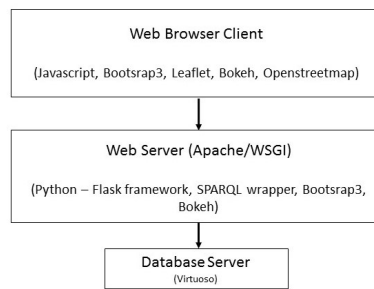 Web Browser Client
(Javascript, Bootsrap3, Leaflet, Bokeh, Openstreetmap)
Web Server (Apache/WSGI)
(Python – Flask framework, SPARQL wrapper, Bootsrap3,
Bokeh)
Database Server
(Virtuoso)